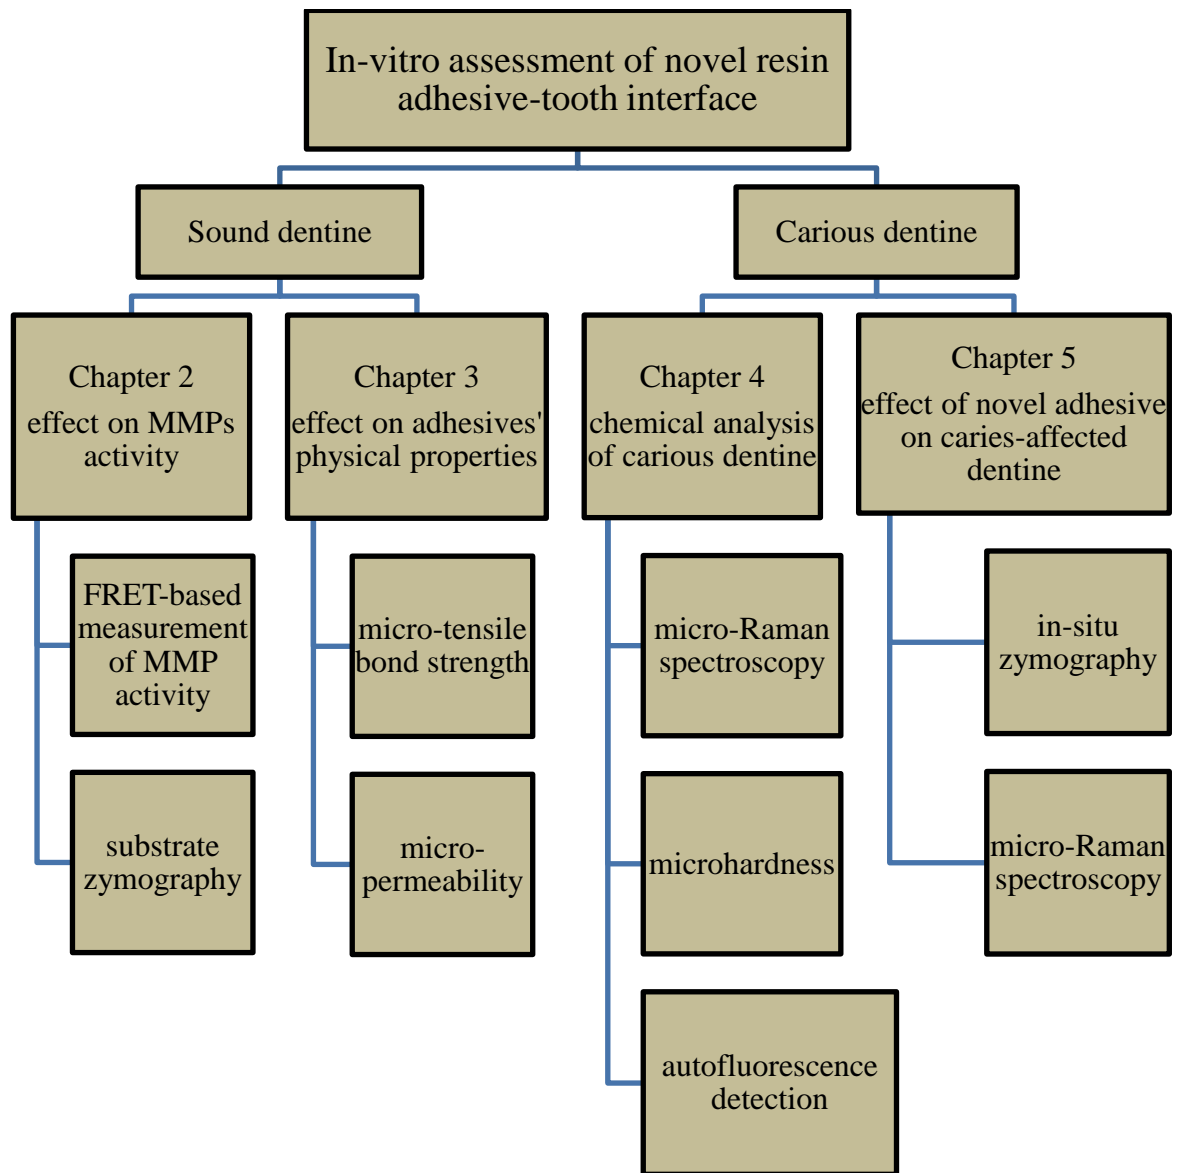 In-vitro assessment of novel resin
adhesive-tooth interface
Sound dentine
Carious dentine
Chapter 2
effect on MMPs
activity
Chapter 3
effect on adhesives'
physical properties
Chapter 4
chemical analysis
of carious dentine
Chapter 5
effect of novel adhesive
on caries-affected
dentine
FRET-based
measurement
of MMP
activity
substrate
zymography
micro-tensile
bond strength
micro-
permeability
micro-Raman
spectroscopy
microhardness
autofluorescence
detection
in-situ
zymography
micro-Raman
spectroscopy